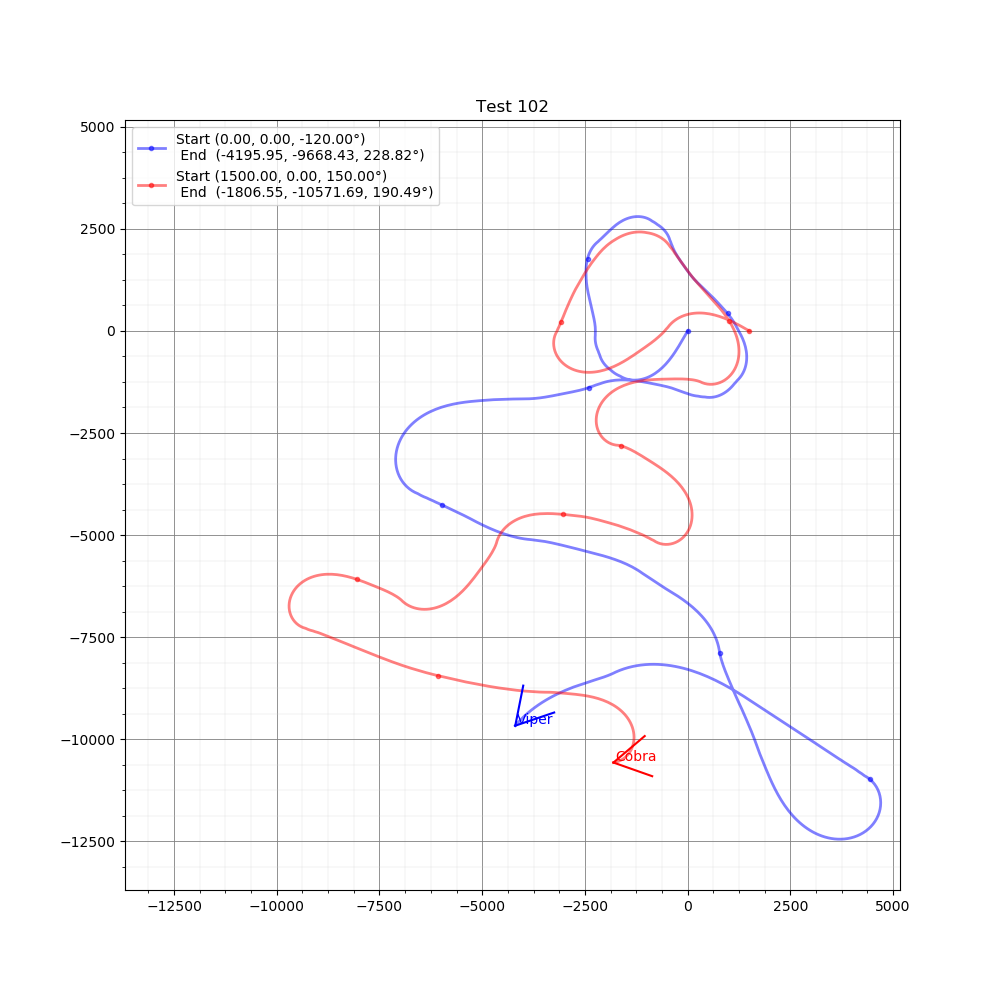 Test 102
Start (0.00, 0.00, -120.00°)
End (-4195.95, -9668.43, 228.82°)
Start (1500.00, 0.00, 150.00°)
End (-1806.55, -10571.69, 190.49°)
5000
2500
0
−2500
−5000
−7500
−10000
−12500
Viper
Cobra
−12500 −10000 −7500 −5000 −2500 0 2500 5000